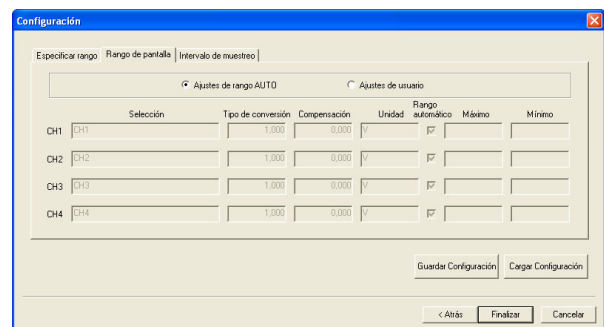 Configuración
Especificar rango Rango de pantalla Intervalo de muestreo
Ajustes de rango AUTO Ajustes de usuario
Selección Tipo de conversión Compensación Unidad Rango automático Máximo Mínimo
CH1 CH1 1,000 0,000 V
CH2 CH2 1,000 0,000 V
CH3 CH3 1,000 0,000 V
CH4 CH4 1,000 0,000 V
Guardar Configuración Cargar Configuración
< Atrás Finalizar Cancelar